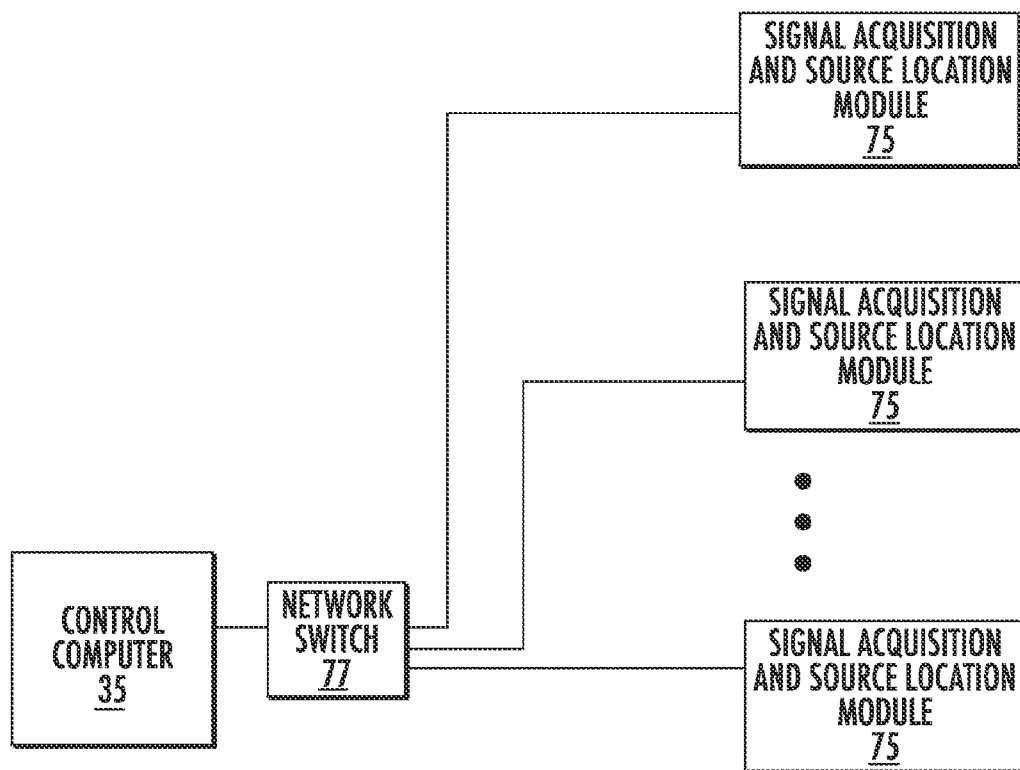 SIGNAL ACQUISITION
AND SOURCE LOCATION
MODULE
75
SIGNAL ACQUISITION
AND SOURCE LOCATION
MODULE
75
CONTROL
COMPUTER
35
NETWORK
SWITCH
77
SIGNAL ACQUISITION
AND SOURCE LOCATION
MODULE
75